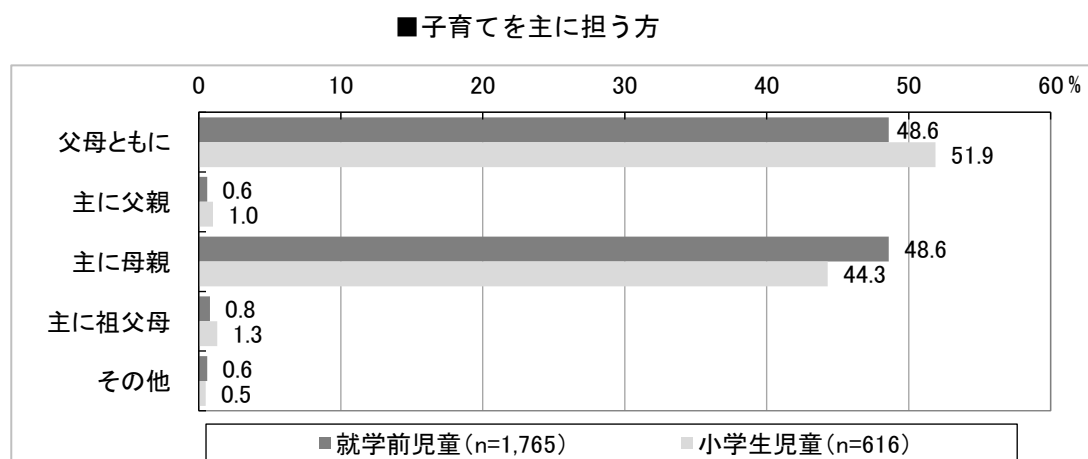 ■子育てを主に担う方
0 10 20 30 40 50 60 %
父母ともに
48.6
51.9
主に父親
0.6
1.0
主に母親
48.6
44.3
主に祖父母
0.8
1.3
その他
0.6
0.5
■就学前児童(n=1,765) ■小学生児童(n=616)